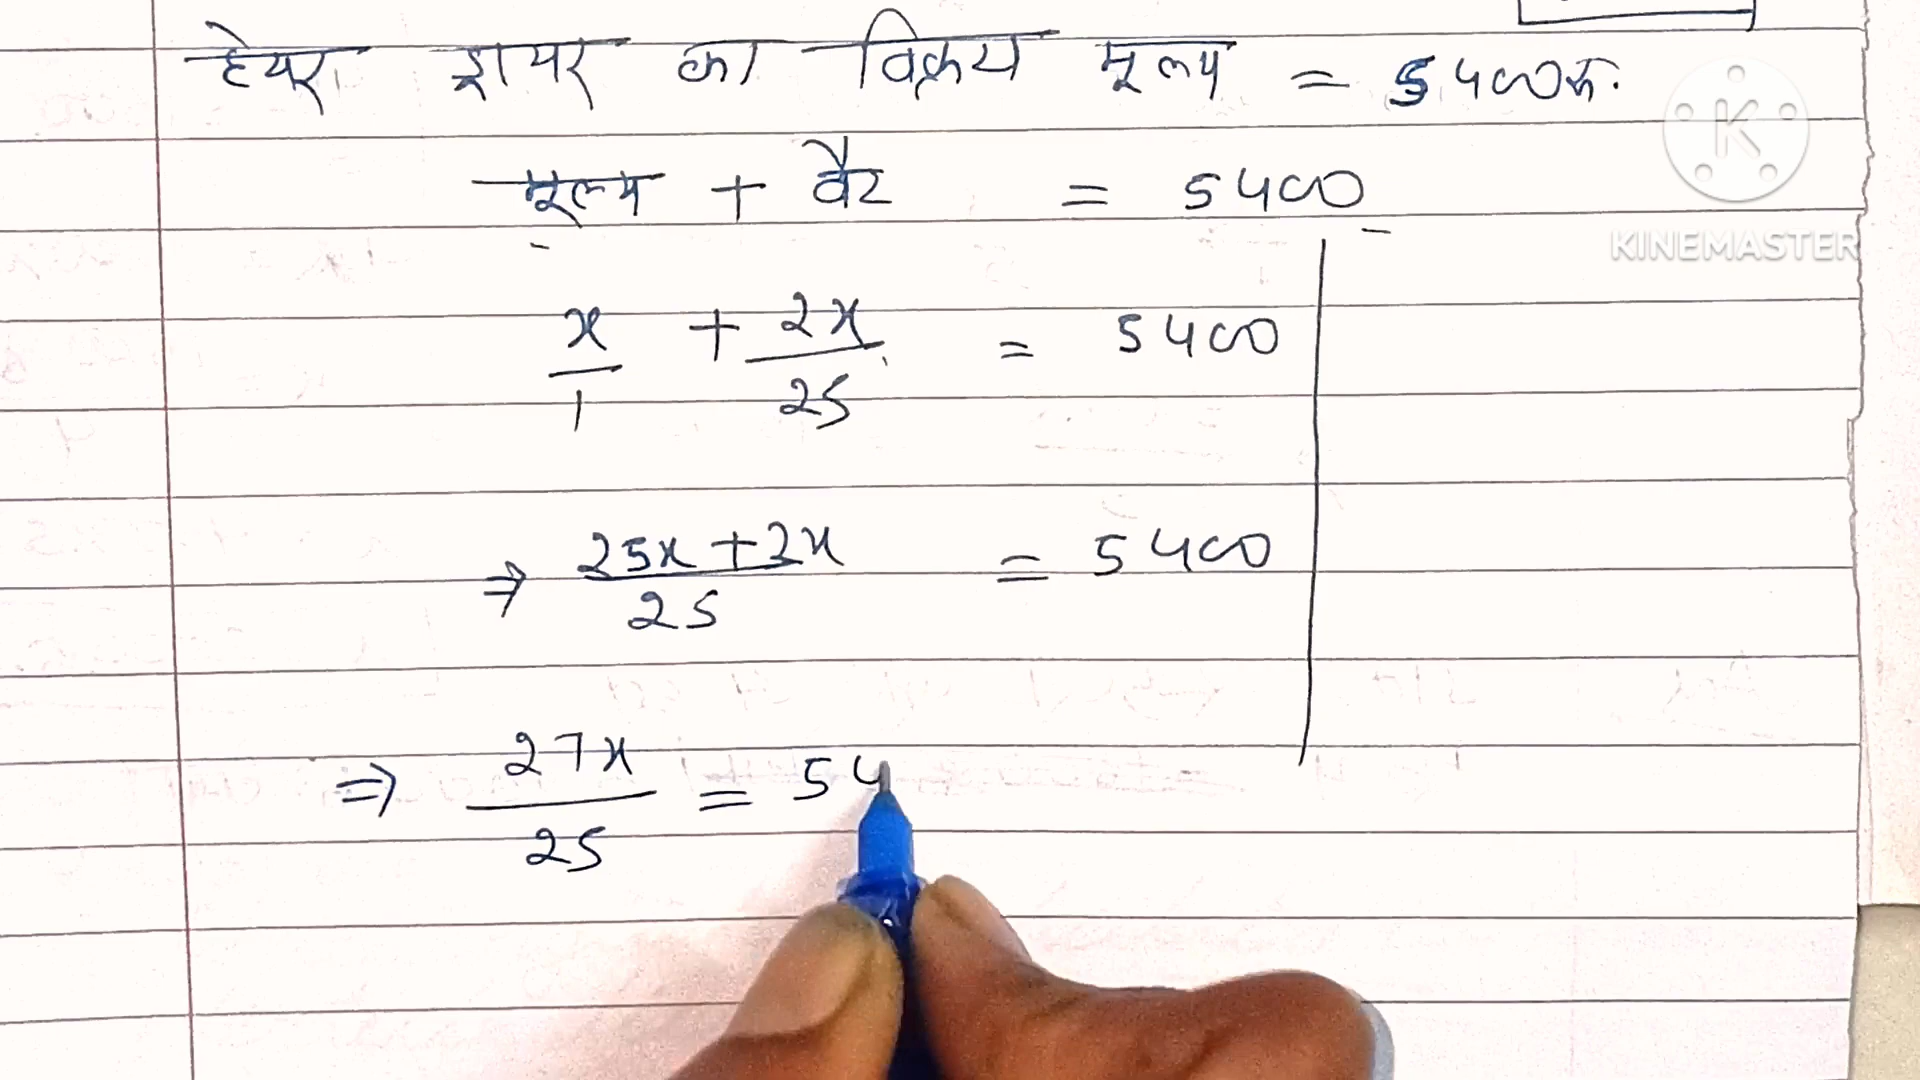 हेयर ड्रायर का विक्रय मूल्य = 5400रू.
मूल्य + वैट = 5400
x/1 + 2x/25 = 5400
⇒ 25x+2x/25 = 5400
⇒ 27x/25 = 54
KINEMASTER